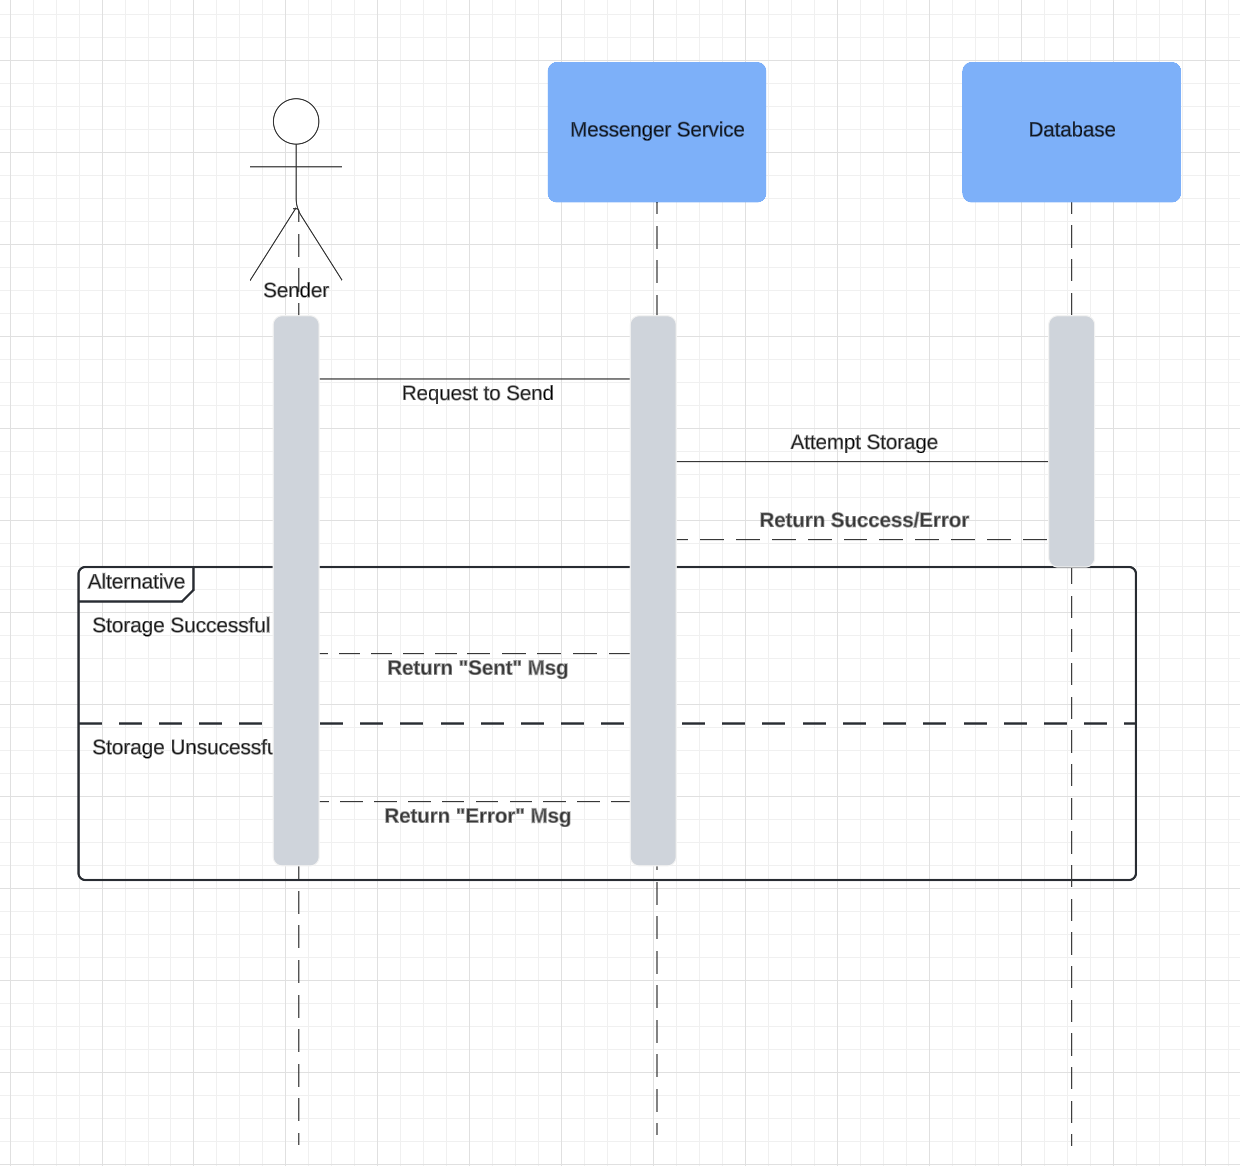 Messenger Service
Database
Sender
Request to Send
Attempt Storage
Return Success/Error
Alternative
Storage Successful
Return "Sent" Msg
Storage Unsucessfu
Return "Error" Msg